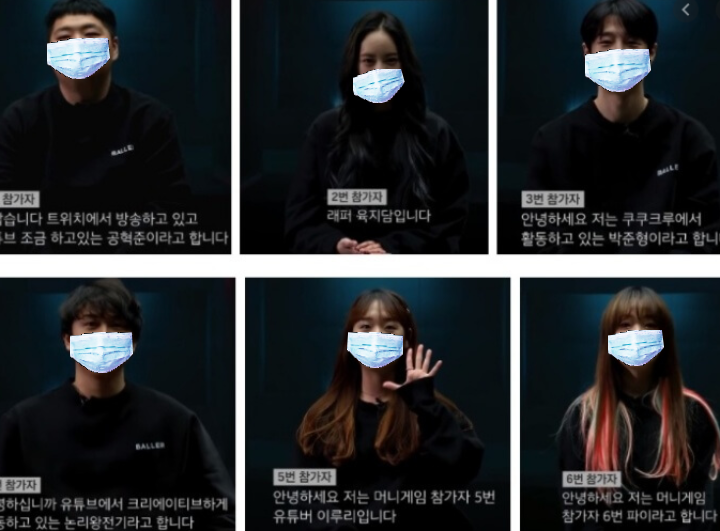 참가자
습니다 트위치에서 방송하고 있고
브 조금 하고있는 공혁준이라고 합니다
BALLER
2번 참가자
래퍼 육지담입니다
3번 참가자
안녕하세요 저는 쿠쿠크루에서
활동하고 있는 박준형이라고 합니
참가자
하십니까 유튜브에서 크리에이티브하게
하고 있는 논리왕전기라고 합니다
BALLER
5번 참가자
안녕하세요 저는 머니게임 참가자 5번
유튜버 이루리입니다
6번 참가자
안녕하세요 저는 머니게임
참가자 6번 파이라고 합니다